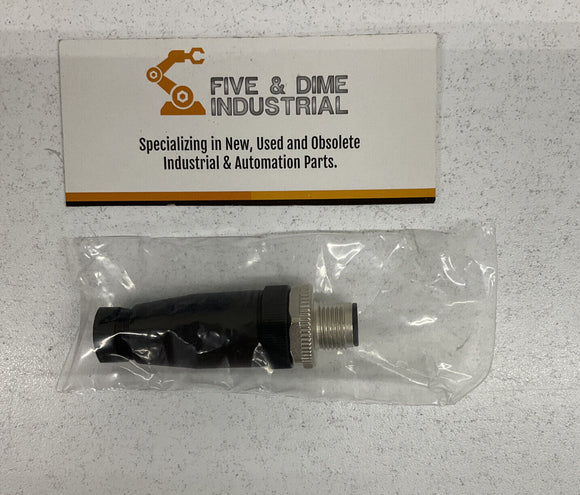 FIVE & DIME
INDUSTRIAL
Specializing in New, Used and Obsolete
Industrial & Automation Parts.